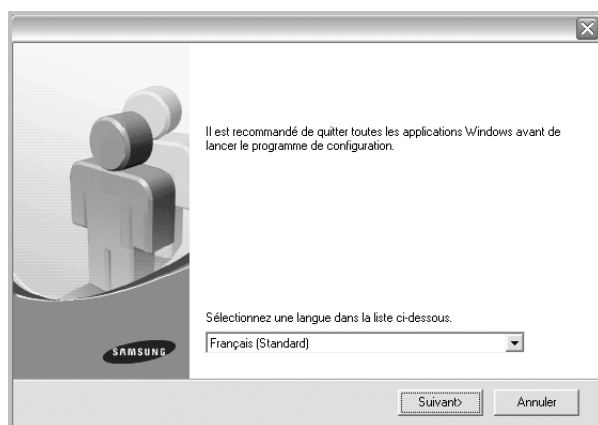 Il est recommandé de quitter toutes les applications Windows avant de
lancer le programme de configuration.
Sélectionnez une langue dans la liste ci-dessous.
SAMSUNG
Français (Standard)
Suivant>
Annuler